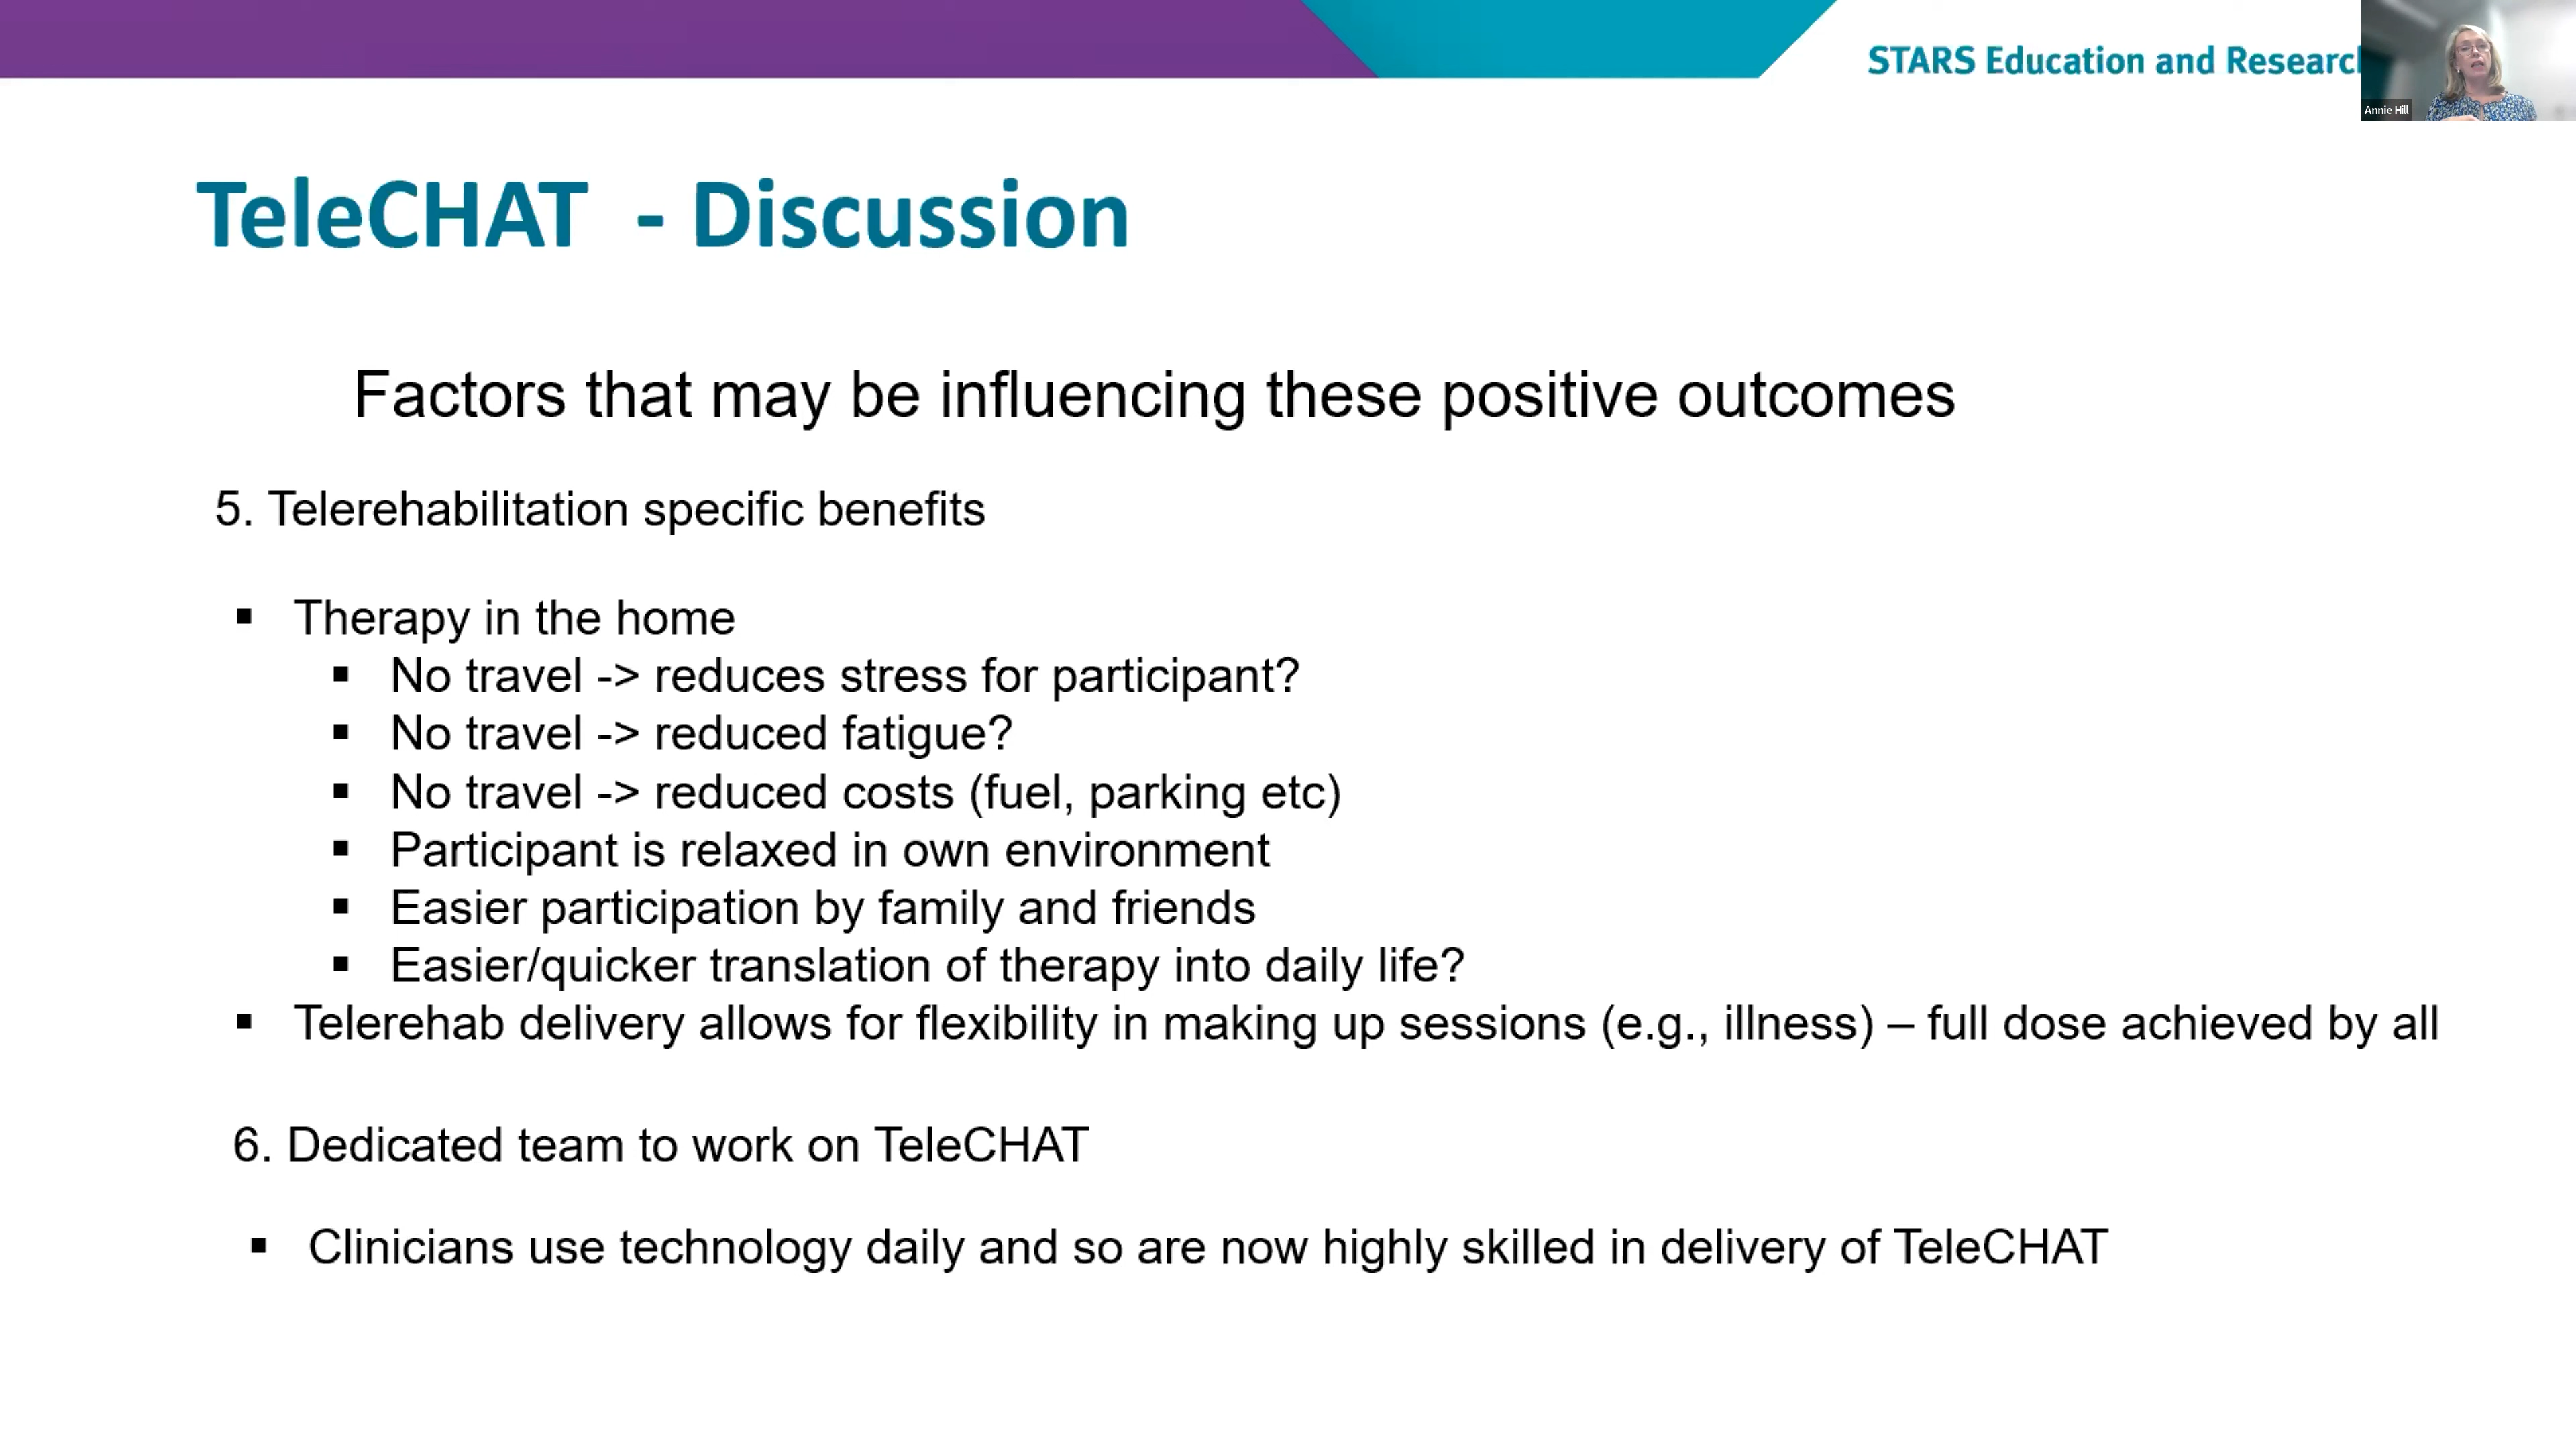 STARS Education and Research
Annie Hill
TeleCHAT - Discussion
Factors that may be influencing these positive outcomes
5. Telerehabilitation specific benefits
▪ Therapy in the home
▪ No travel -> reduces stress for participant?
▪ No travel -> reduced fatigue?
▪ No travel -> reduced costs (fuel, parking etc)
▪ Participant is relaxed in own environment
▪ Easier participation by family and friends
▪ Easier/quicker translation of therapy into daily life?
▪ Telerehab delivery allows for flexibility in making up sessions (e.g., illness) – full dose achieved by all
6. Dedicated team to work on TeleCHAT
▪ Clinicians use technology daily and so are now highly skilled in delivery of TeleCHAT